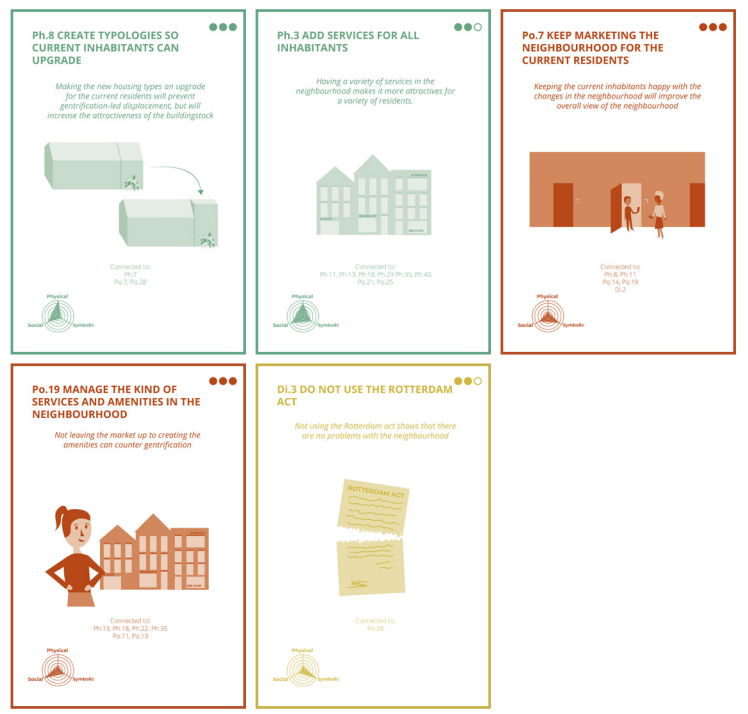 Ph.8 CREATE TYPOLOGIES SO
CURRENT INHABITANTS CAN
UPGRADE
Making the new housing types an upgrade
for the current residents will prevent
gentrification-led displacement, but will
increase the attractiveness of the buildingstock
Connected to:
Ph.7
Po.7, Po.28
Physical
Social
Symbolic
Ph.3 ADD SERVICES FOR ALL
INHABITANTS
Having a variety of services in the
neighbourhood makes it more attractives for
a variety of residents.
Connected to:
Ph.11, Ph.13, Ph.18, Ph.29 Ph.35, Ph.40
Po.21, Po.25
Physical
Social
Symbolic
Po.7 KEEP MARKETING THE
NEIGHBOURHOOD FOR THE
CURRENT RESIDENTS
Keeping the current inhabitants happy with the
changes in the neighbourhood will improve the
overall view of the neighbourhood
Connected to:
Ph.8, Ph.11
Po.14, Po.19
Di.2
Physical
Social
Symbolic
Po.19 MANAGE THE KIND OF
SERVICES AND AMENITIES IN THE
NEIGHBOURHOOD
Not leaving the market up to creating the
amenities can counter gentrification
Connected to:
Ph.13, Ph.18, Ph.22, Ph.35
Po.11, Po.13
Physical
Social
Symbolic
Di.3 DO NOT USE THE ROTTERDAM
ACT
Not using the Rotterdam act shows that there
are no problems with the neighbourhood
ROTTERDAM ACT
Connected to:
Po.26
Physical
Social
Symbolic